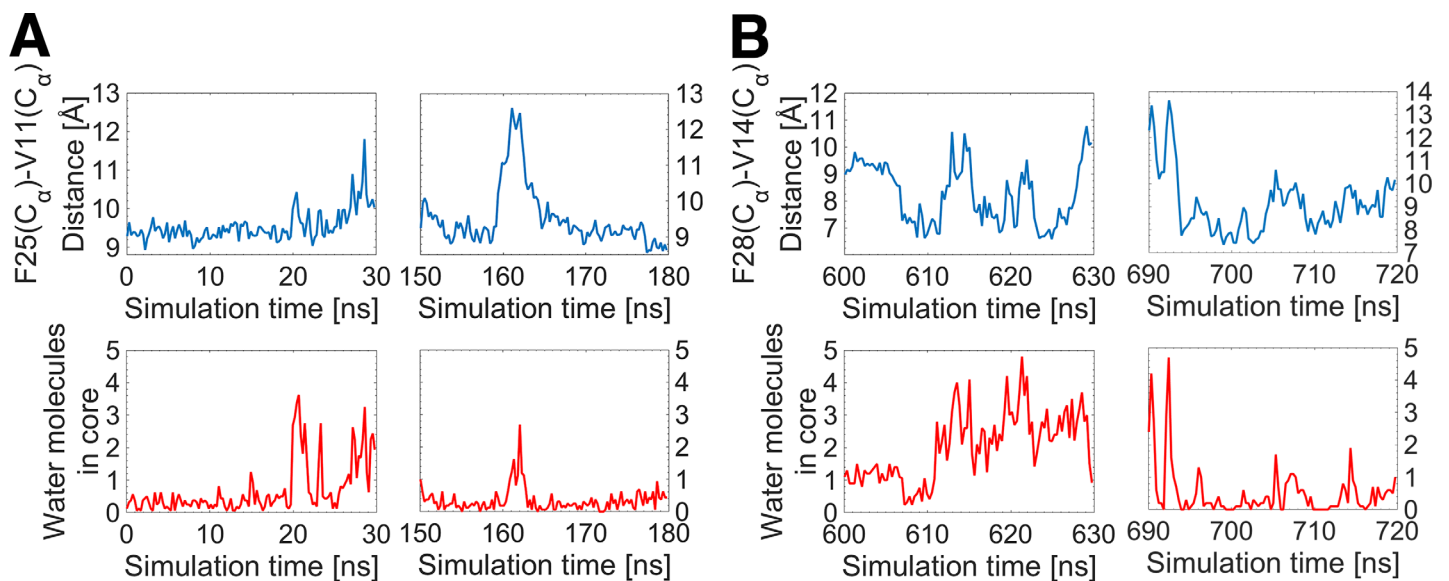 A
F25(Cα)-V11(Cα)
Distance [Å]
13
12
11
10
9
0 10 20 30
Simulation time [ns]
13
12
11
10
9
150 160 170 180
Simulation time [ns]
Water molecules
in core
5
4
3
2
1
0
0 10 20 30
Simulation time [ns]
5
4
3
2
1
0
150 160 170 180
Simulation time [ns]
B
F28(Cα)-V14(Cα)
Distance [Å]
12
11
10
9
8
7
600 610 620 630
Simulation time [ns]
14
13
12
11
10
9
8
7
690 700 710 720
Simulation time [ns]
Water molecules
in core
5
4
3
2
1
0
600 610 620 630
Simulation time [ns]
5
4
3
2
1
0
690 700 710 720
Simulation time [ns]